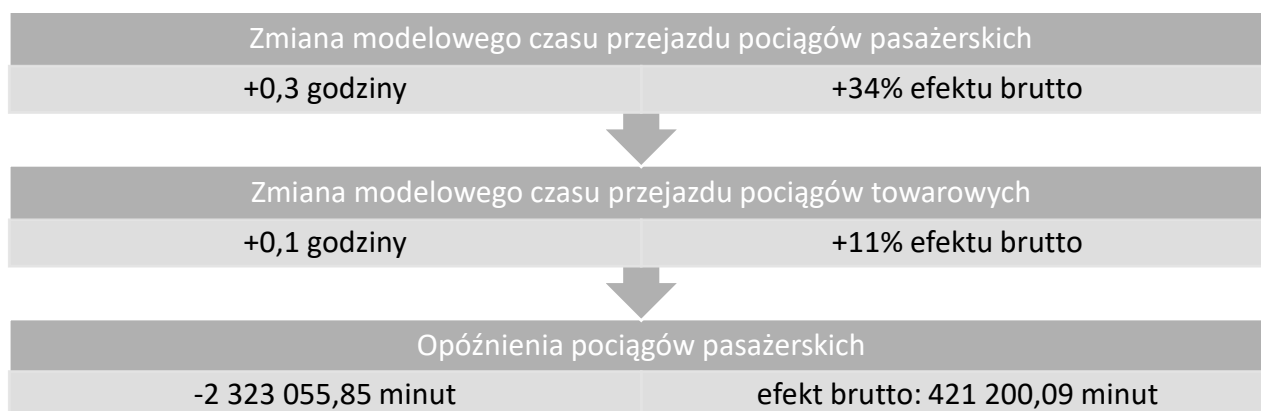 Zmiana modelowego czasu przejazdu pociągów pasażerskich
+0,3 godziny
+34% efektu brutto
Zmiana modelowego czasu przejazdu pociągów towarowych
+0,1 godziny
+11% efektu brutto
Opóźnienia pociągów pasażerskich
-2 323 055,85 minut
efekt brutto: 421 200,09 minut